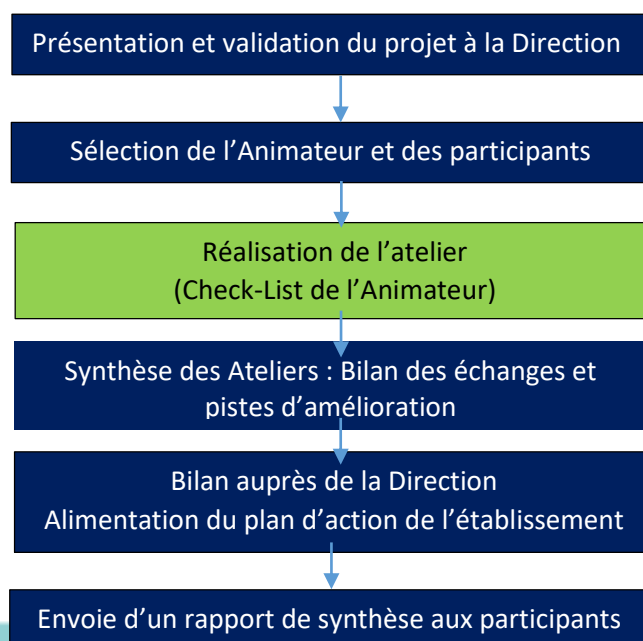 Présentation et validation du projet à la Direction
Sélection de l’Animateur et des participants
Réalisation de l’atelier
(Check-List de l’Animateur)
Synthèse des Ateliers : Bilan des échanges et
pistes d’amélioration
Bilan auprès de la Direction
Alimentation du plan d’action de l’établissement
Envoie d’un rapport de synthèse aux participants